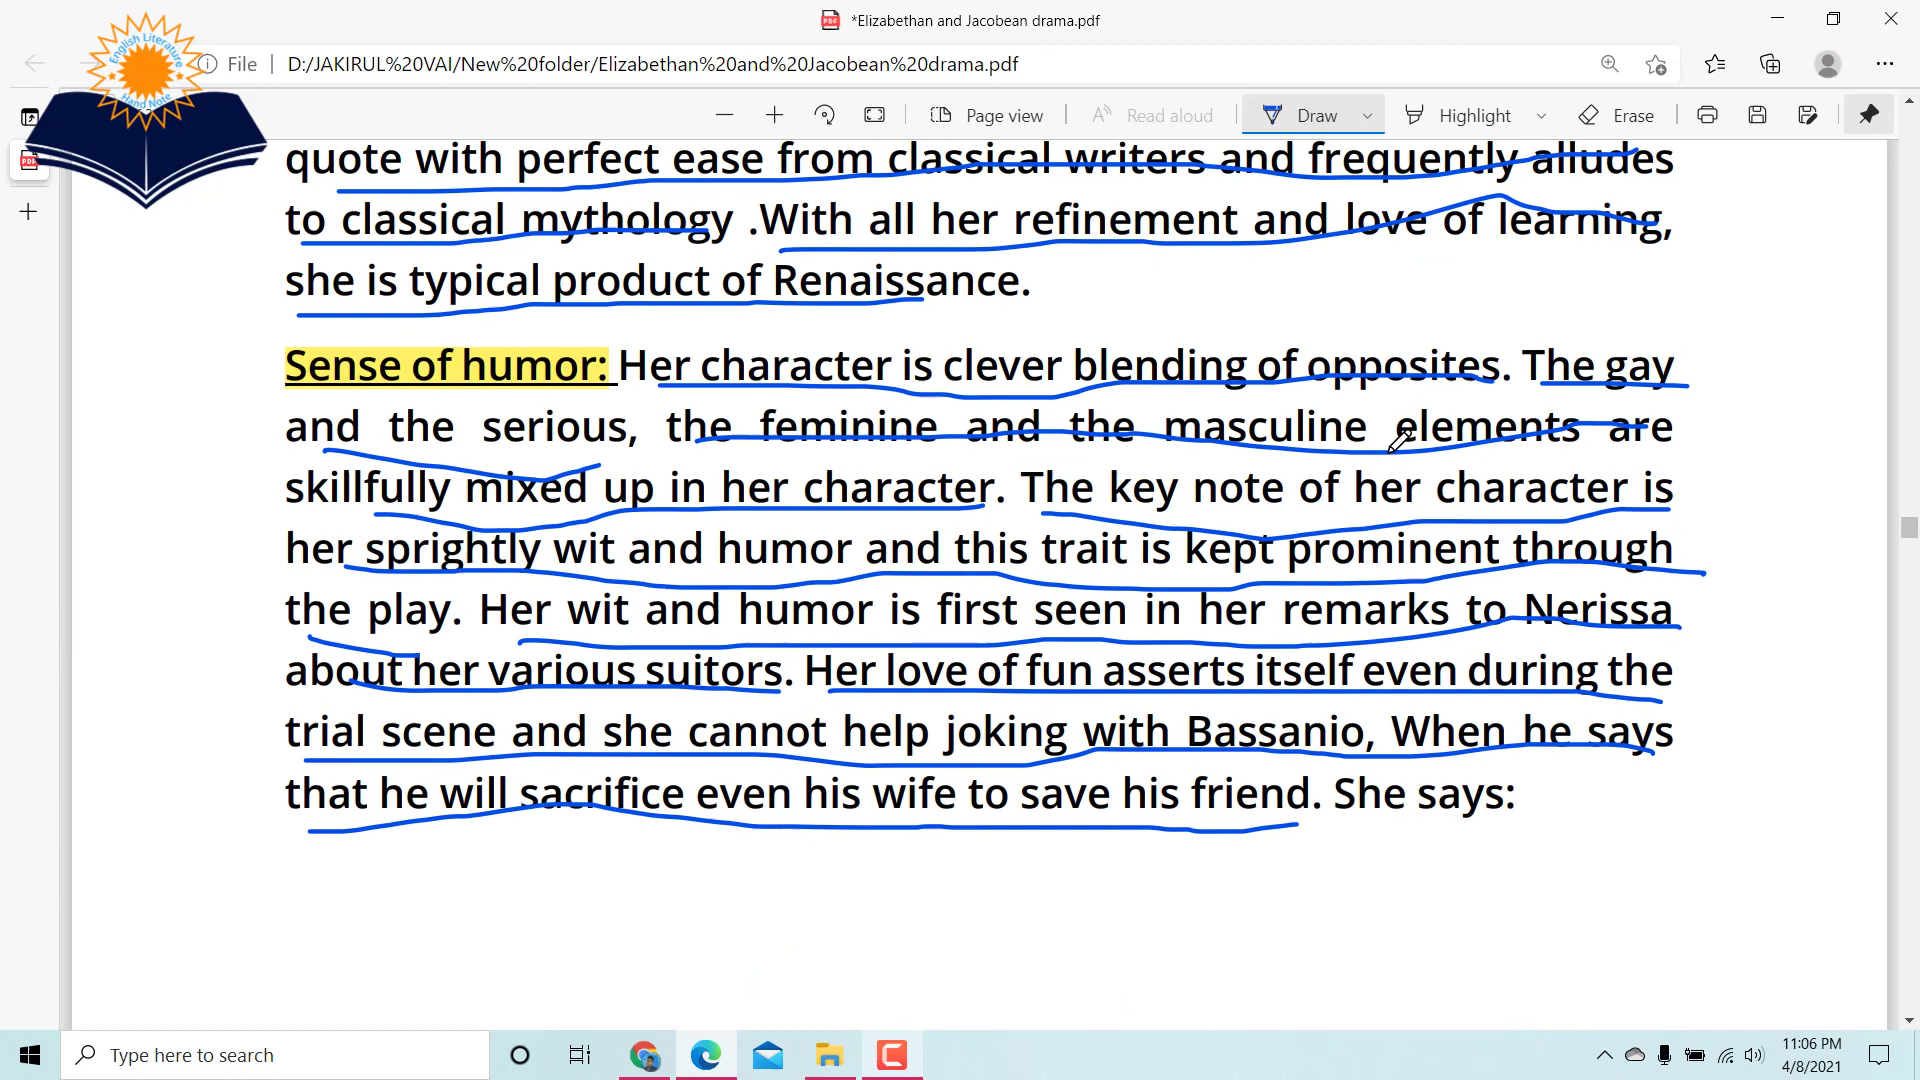 *Elizabethan and Jacobean drama.pdf
File
D:/JAKIRUL%20VAI/New%20folder/Elizabethan%20and%20Jacobean%20drama.pdf
English Literature
Hand Note
Page view
Read aloud
Draw
Highlight
Erase
quote with perfect ease from classical writers and frequently alludes
to classical mythology .With all her refinement and love of learning,
she is typical product of Renaissance.
Sense of humor: Her character is clever blending of opposites. The gay
and the serious, the feminine and the masculine elements are
skillfully mixed up in her character. The key note of her character is
her sprightly wit and humor and this trait is kept prominent through
the play. Her wit and humor is first seen in her remarks to Nerissa
about her various suitors. Her love of fun asserts itself even during the
trial scene and she cannot help joking with Bassanio, When he says
that he will sacrifice even his wife to save his friend. She says:
Type here to search
11:06 PM
4/8/2021